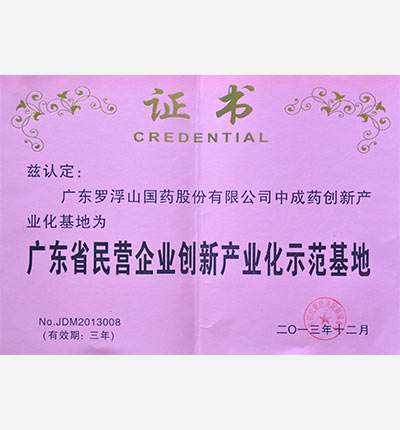 证书
CREDENTIAL
兹认定：
广东罗浮山国药股份有限公司中成药创新产
业化基地为
广东省民营企业创新产业化示范基地
No.JDM2013008
(有效期：三年)
二〇一三年十二月